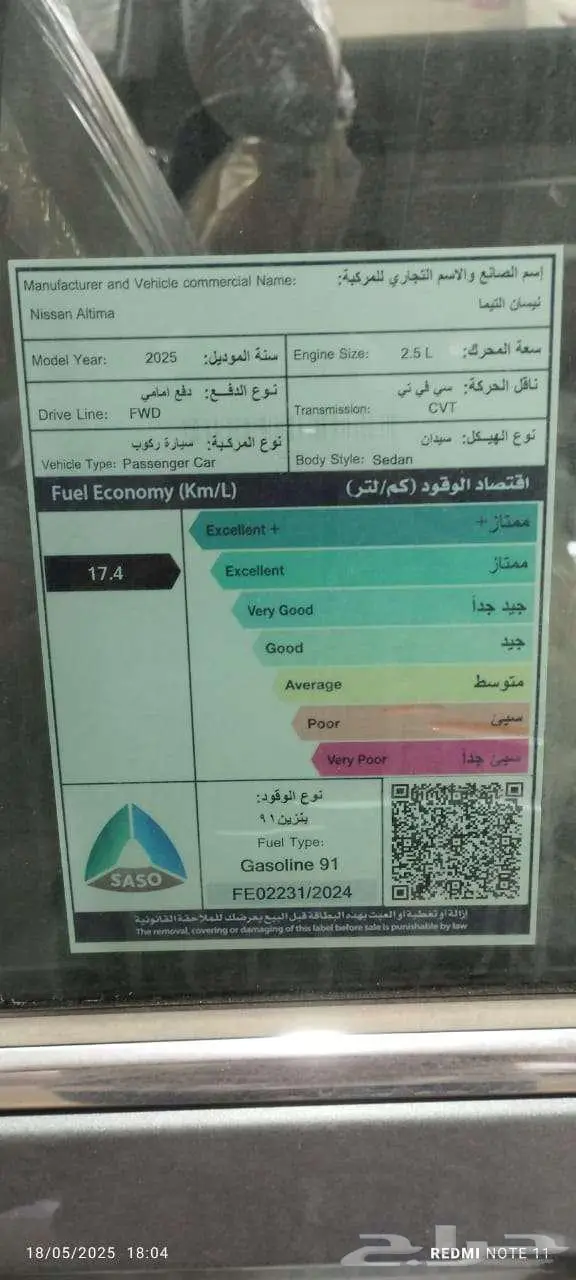 Manufacturer and Vehicle commercial Name: إسم الصانع والاسم التجاري للمركبة:
Nissan Altima نيسان التيما
Model Year: 2025 سنة الموديل:
Engine Size: 2.5 L سعة المحرك:
نوع الدفـــع: دفع امامي
Drive Line: FWD
ناقل الحركة: سي في تي
Transmission: CVT
نوع المركبة: سيارة ركوب
Vehicle Type: Passenger Car
نوع الهيـكل: سيدان
Body Style: Sedan
Fuel Economy (Km/L) اقتصاد الوقود (كم/لتر)
Excellent + ممتاز+
17.4
Excellent ممتاز
Very Good جيد جداً
Good جيد
Average متوسط
Poor سيئ
Very Poor سيئ جداً
نوع الوقود:
بنزين٩١
Fuel Type:
Gasoline 91
FE02231/2024
SASO
إزالة أو تغطية أو العبث بهذه البطاقة قبل البيع يعرضك للملاحقة القانونية
The removal, covering or damaging of this label before sale is punishable by law
18/05/2025 18:04
REDMI NOTE 11
حراج